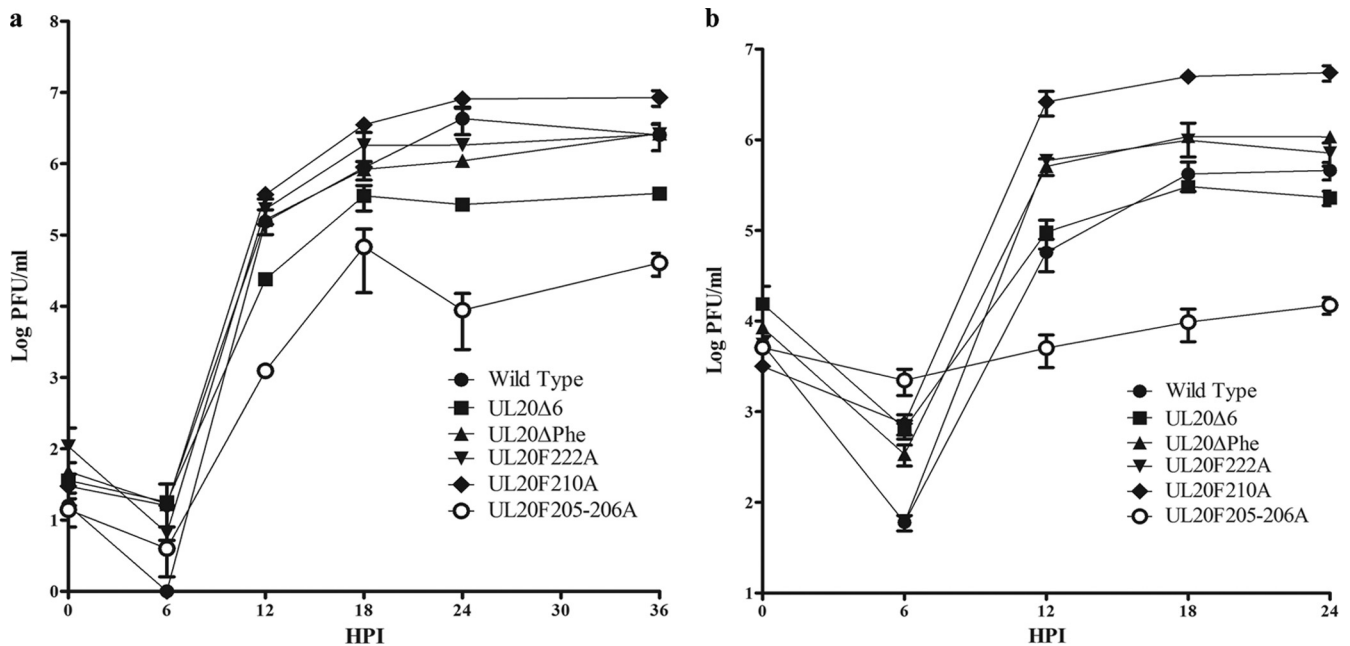 a
8
7
6
5
4
3
2
1
0
Log PFU/ml
0 6 12 18 24 30 36
HPI
Wild Type
UL20Δ6
UL20ΔPhe
UL20F222A
UL20F210A
UL20F205-206A
b
7
6
5
4
3
2
1
Log PFU/ml
0 6 12 18 24
HPI
Wild Type
UL20Δ6
UL20ΔPhe
UL20F222A
UL20F210A
UL20F205-206A